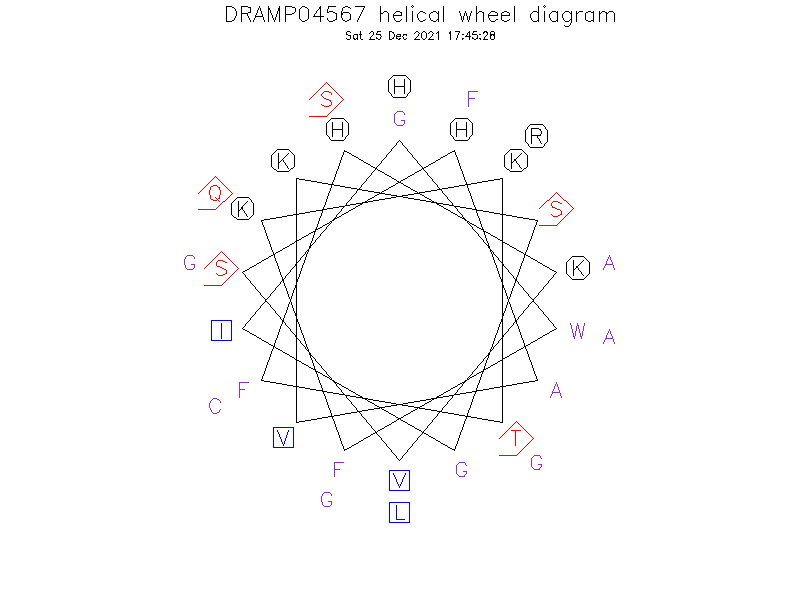 DRAMP04567 helical wheel diagram
Sat 25 Dec 2021 17:45:28
H
S F
G
H H
K K R
Q K S
G S K A
I W A
F A
C
V T
F G G
V
G
L